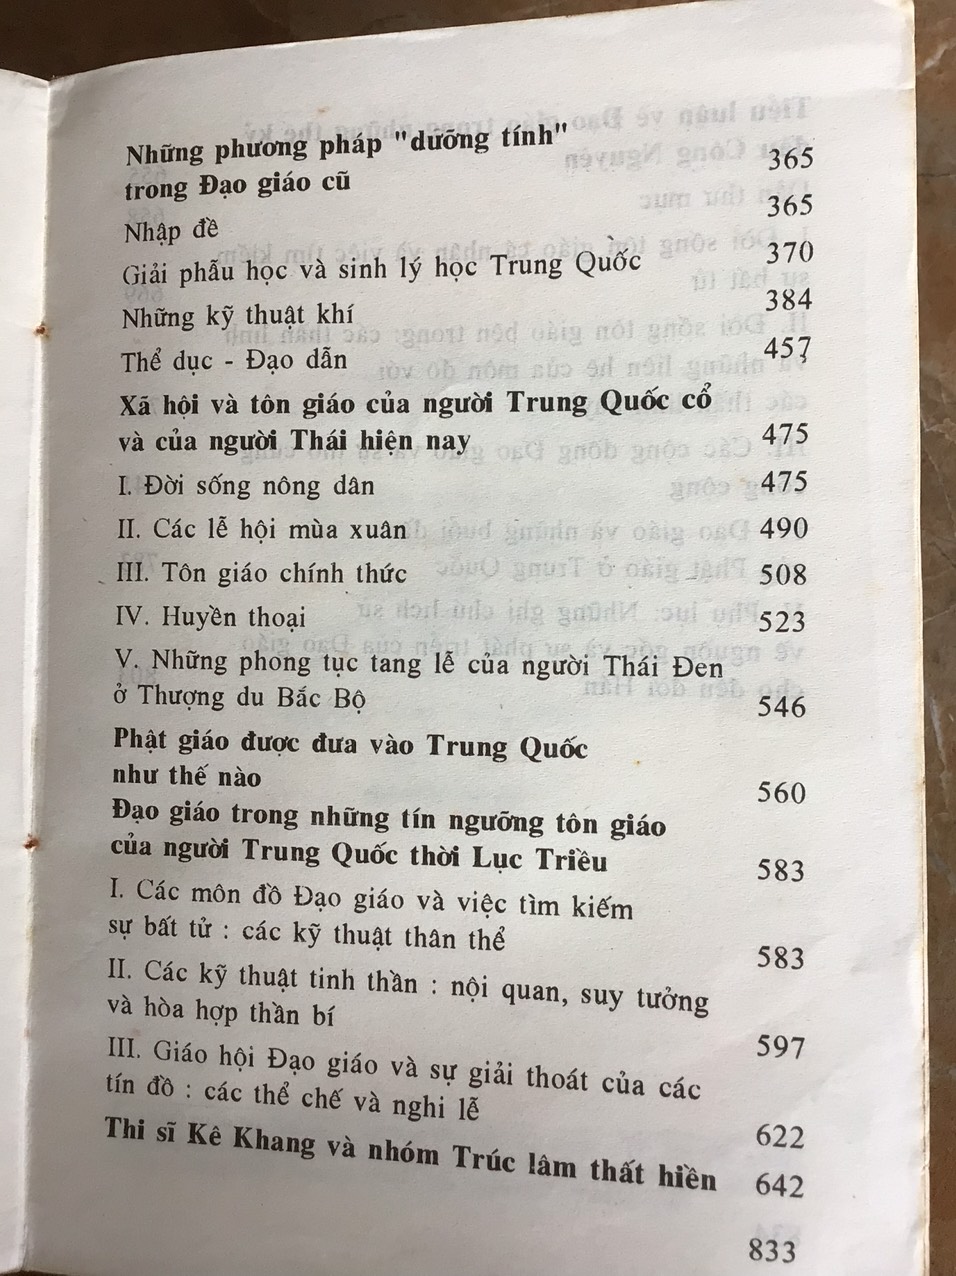 Những phương pháp "dưỡng tính"
trong Đạo giáo cũ 365
Nhập đề 365
Giải phẫu học và sinh lý học Trung Quốc 370
Những kỹ thuật khí 384
Thể dục - Đạo dẫn 457
Xã hội và tôn giáo của người Trung Quốc cổ
và của người Thái hiện nay 475
I. Đời sống nông dân 475
II. Các lễ hội mùa xuân 490
III. Tôn giáo chính thức 508
IV. Huyền thoại 523
V. Những phong tục tang lễ của người Thái Đen
ở Thượng du Bắc Bộ 546
Phật giáo được đưa vào Trung Quốc
như thế nào 560
Đạo giáo trong những tín ngưỡng tôn giáo
của người Trung Quốc thời Lục Triều 583
I. Các môn đồ Đạo giáo và việc tìm kiếm
sự bất tử : các kỹ thuật thân thể 583
II. Các kỹ thuật tinh thần : nội quan, suy tưởng
và hòa hợp thần bí 597
III. Giáo hội Đạo giáo và sự giải thoát của các
tín đồ : các thể chế và nghi lễ 622
Thi sĩ Kê Khang và nhóm Trúc lâm thất hiền 642
833